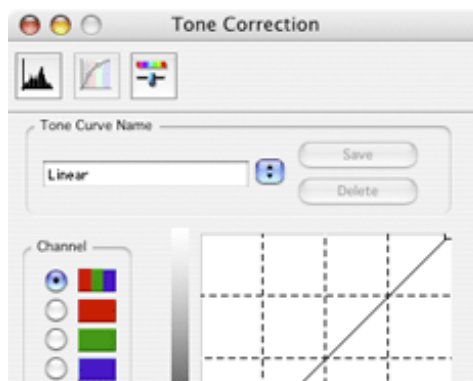 Tone Correction
Tone Curve Name
Linear
Save
Delete
Channel